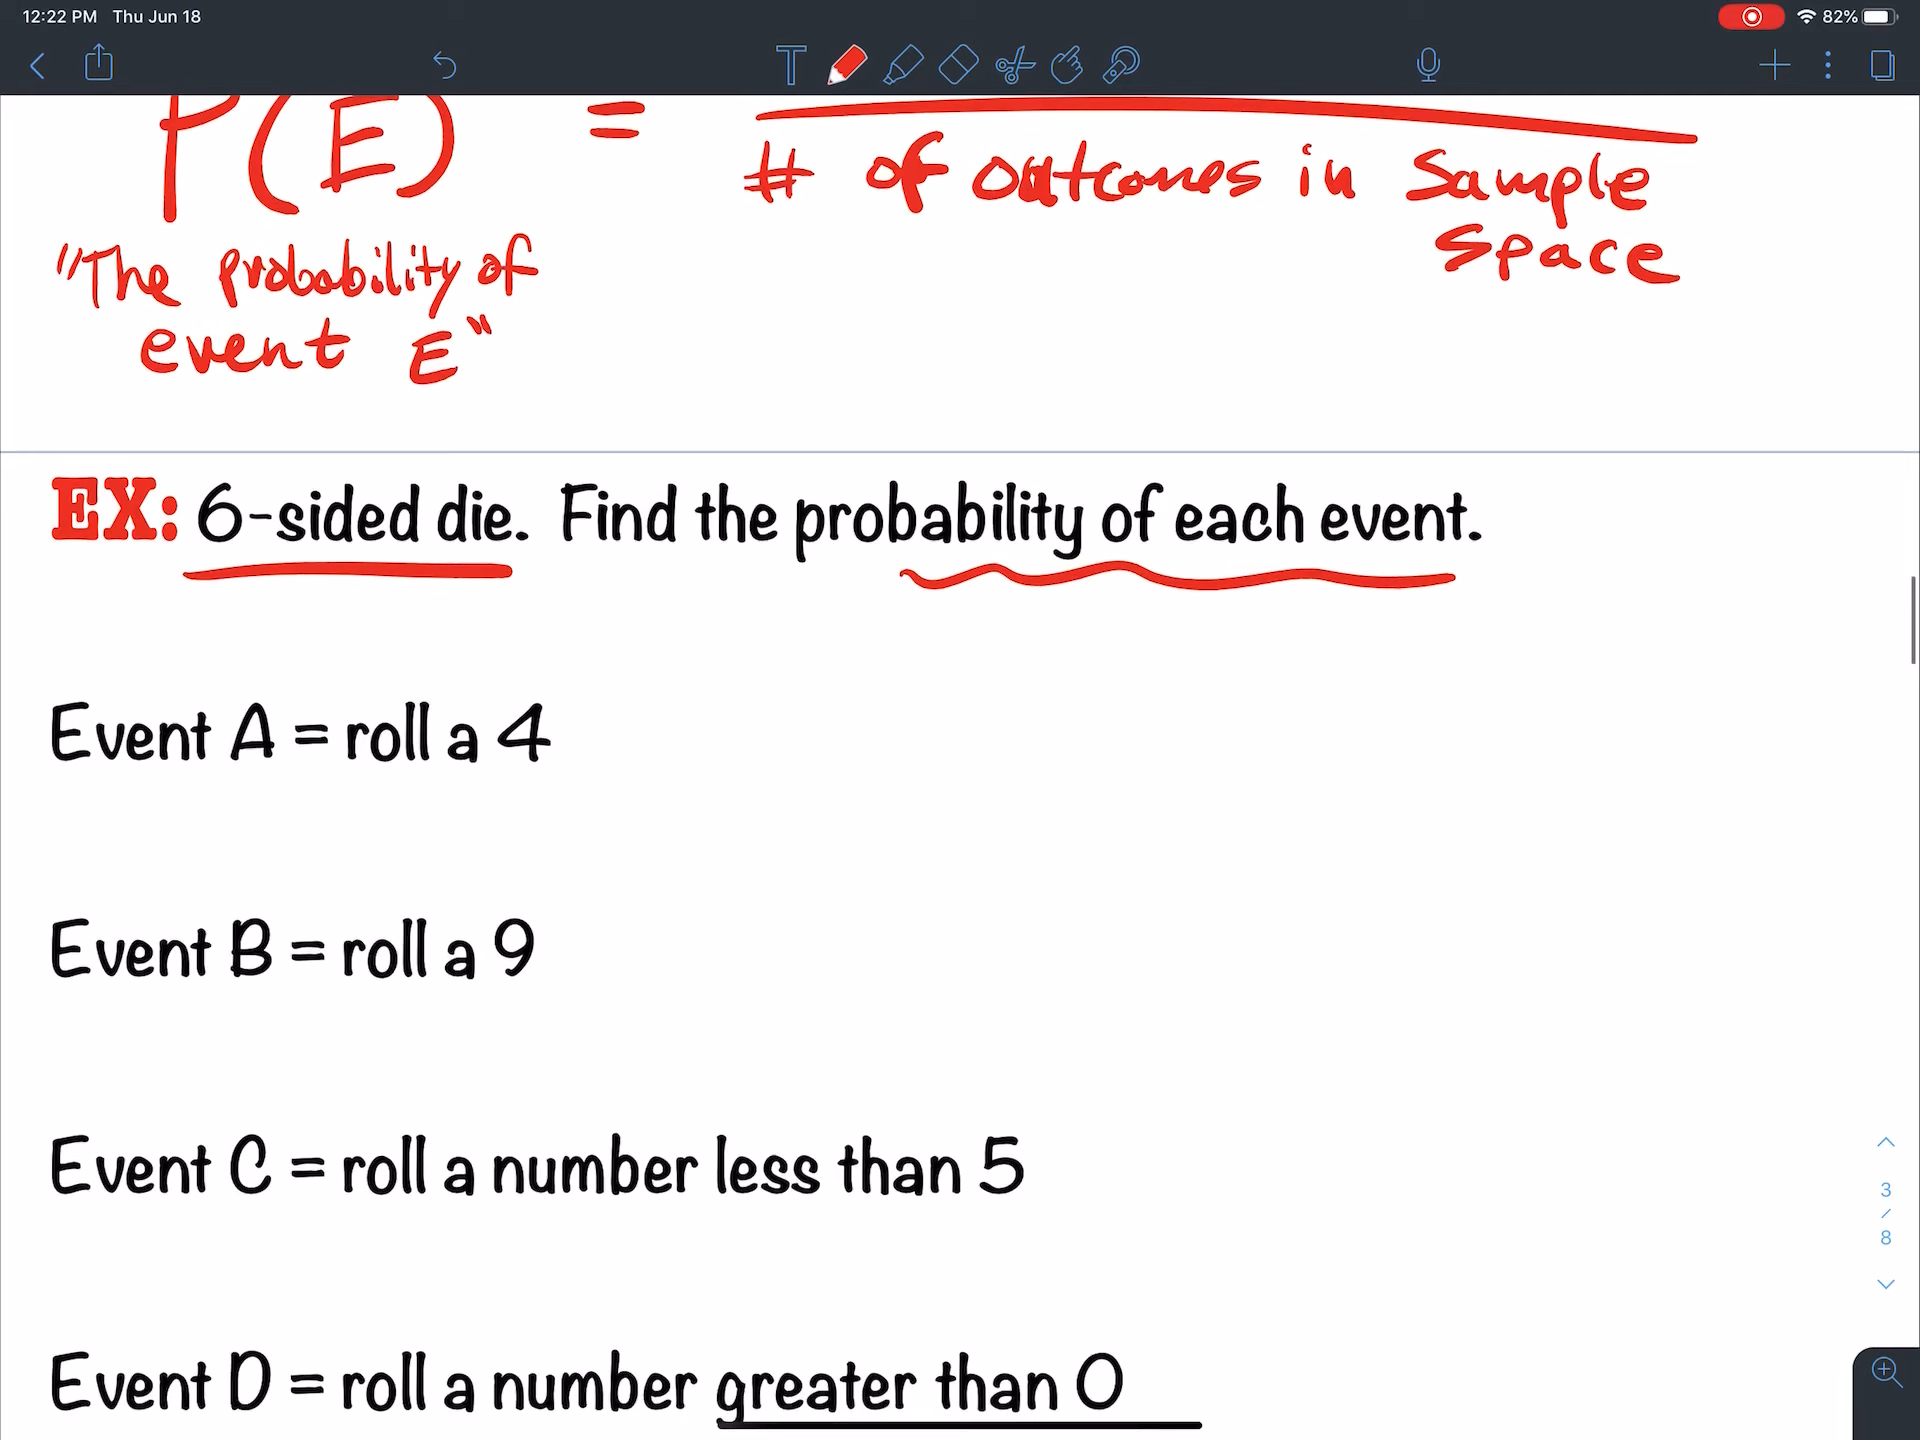 12:22 PM Thu Jun 18
82%
T
P(E) =
# of outcomes in Sample
space
"The probability of
event E"
EX: 6-sided die. Find the probability of each event.
Event A = roll a 4
Event B = roll a 9
Event C = roll a number less than 5
3
/
8
Event D = roll a number greater than 0